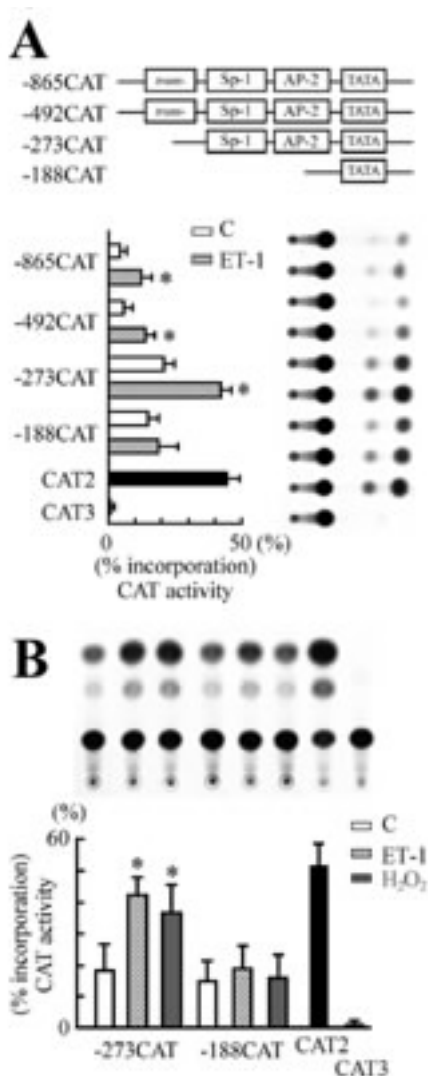 A
-865CAT Sp-1 AP-2 TATA
-492CAT Sp-1 AP-2 TATA
-273CAT Sp-1 AP-2 TATA
-188CAT TATA
C
ET-1
-865CAT *
-492CAT *
-273CAT *
-188CAT
CAT2
CAT3
0 50 (%)
(% incorporation)
CAT activity
B
(%)
60
C
ET-1
H₂O₂
* *
(% incorporation)
CAT activity
0
-273CAT -188CAT CAT2
CAT3